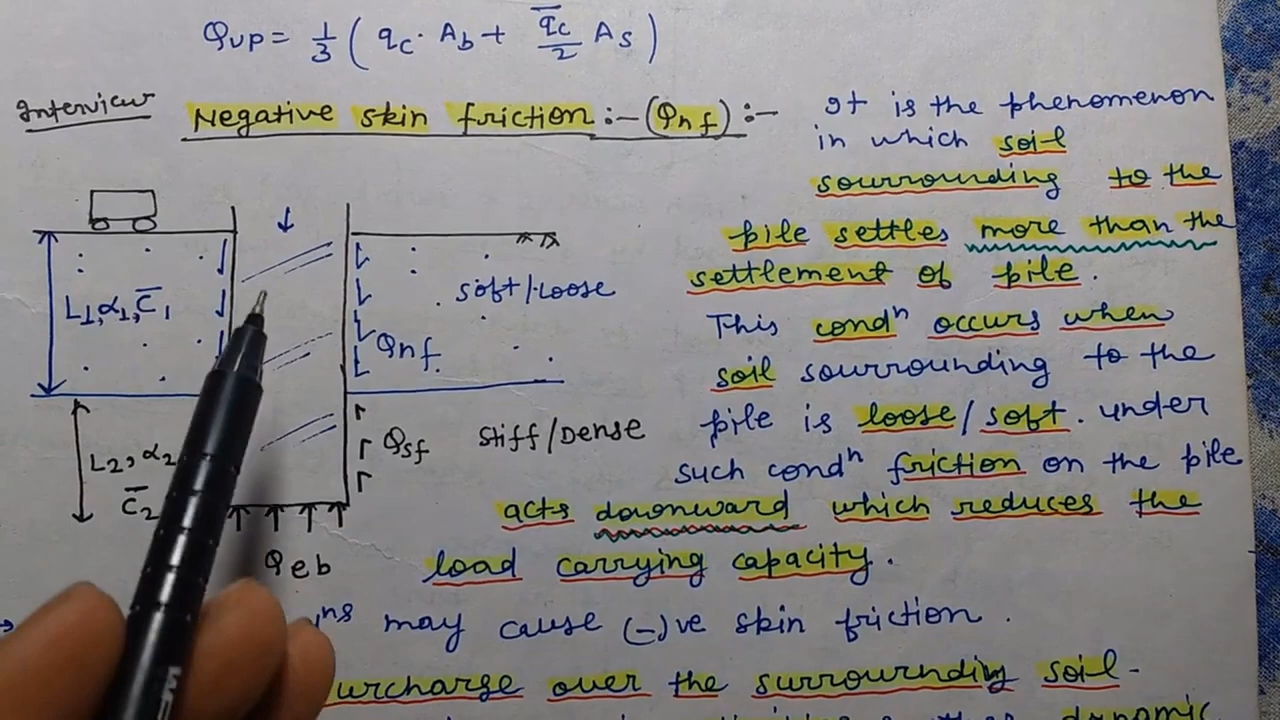 Qup = 1/3 ( qc · Ab + q̅c/2 As )
Interview
Negative skin friction :- (Qnf) :- It is the phenomenon
in which soil
sourrounding to the
pile settles more than the
settlement of pile.
This condⁿ occurs when
soil sourrounding to the
pile is loose/soft. under
such condⁿ friction on the pile
acts downward which reduces the
load carrying capacity.
L1, α1, C̅1
soft/loose
Qnf
L2, α2
C̅2
Qsf
Stiff/Dense
Qeb
may cause (-)ve skin friction.
urcharge over the surrounding soil-
dynamic